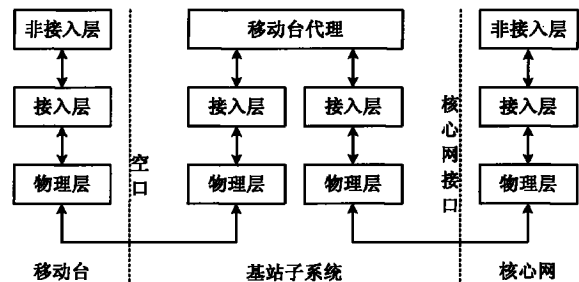 非接入层
移动台代理
非接入层
接入层
接入层
接入层
接入层
物理层
物理层
物理层
物理层
空口
核心网接口
移动台
基站子系统
核心网